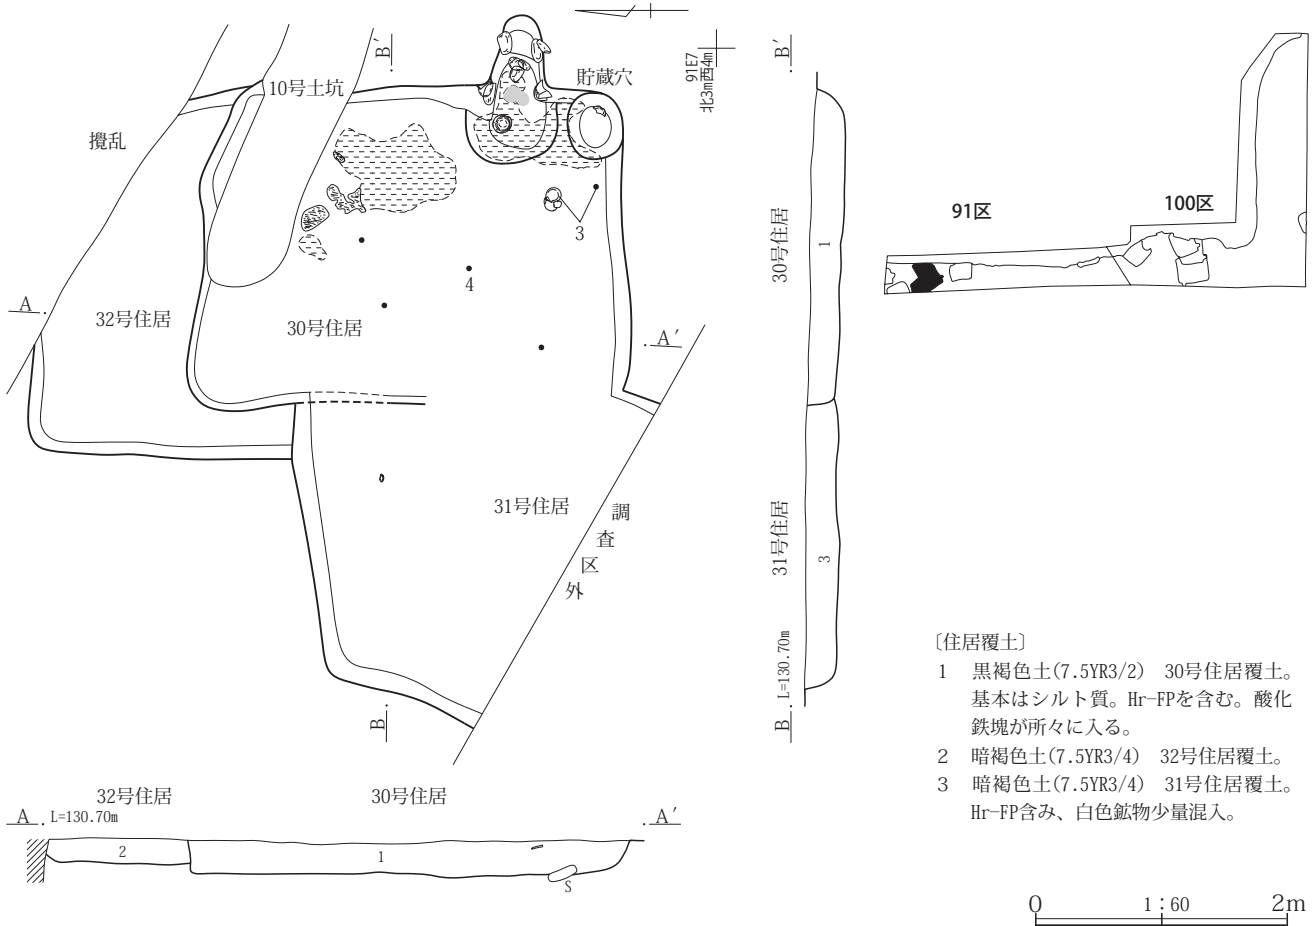 B′
91E7
北3m西4m
B′
10号土坑
貯蔵穴
攪乱
3
4
A
A′
32号住居
30号住居
31号住居
調
査
区
外
B
30号住居
1
31号住居
3
L=130.70m
B
91区
100区
〔住居覆土〕
1 黒褐色土(7.5YR3/2) 30号住居覆土。
基本はシルト質。Hr-FPを含む。酸化
鉄塊が所々に入る。
2 暗褐色土(7.5YR3/4) 32号住居覆土。
3 暗褐色土(7.5YR3/4) 31号住居覆土。
Hr-FP含み、白色鉱物少量混入。
32号住居
30号住居
A
L=130.70m
A′
2
1
S
0 1:60 2m